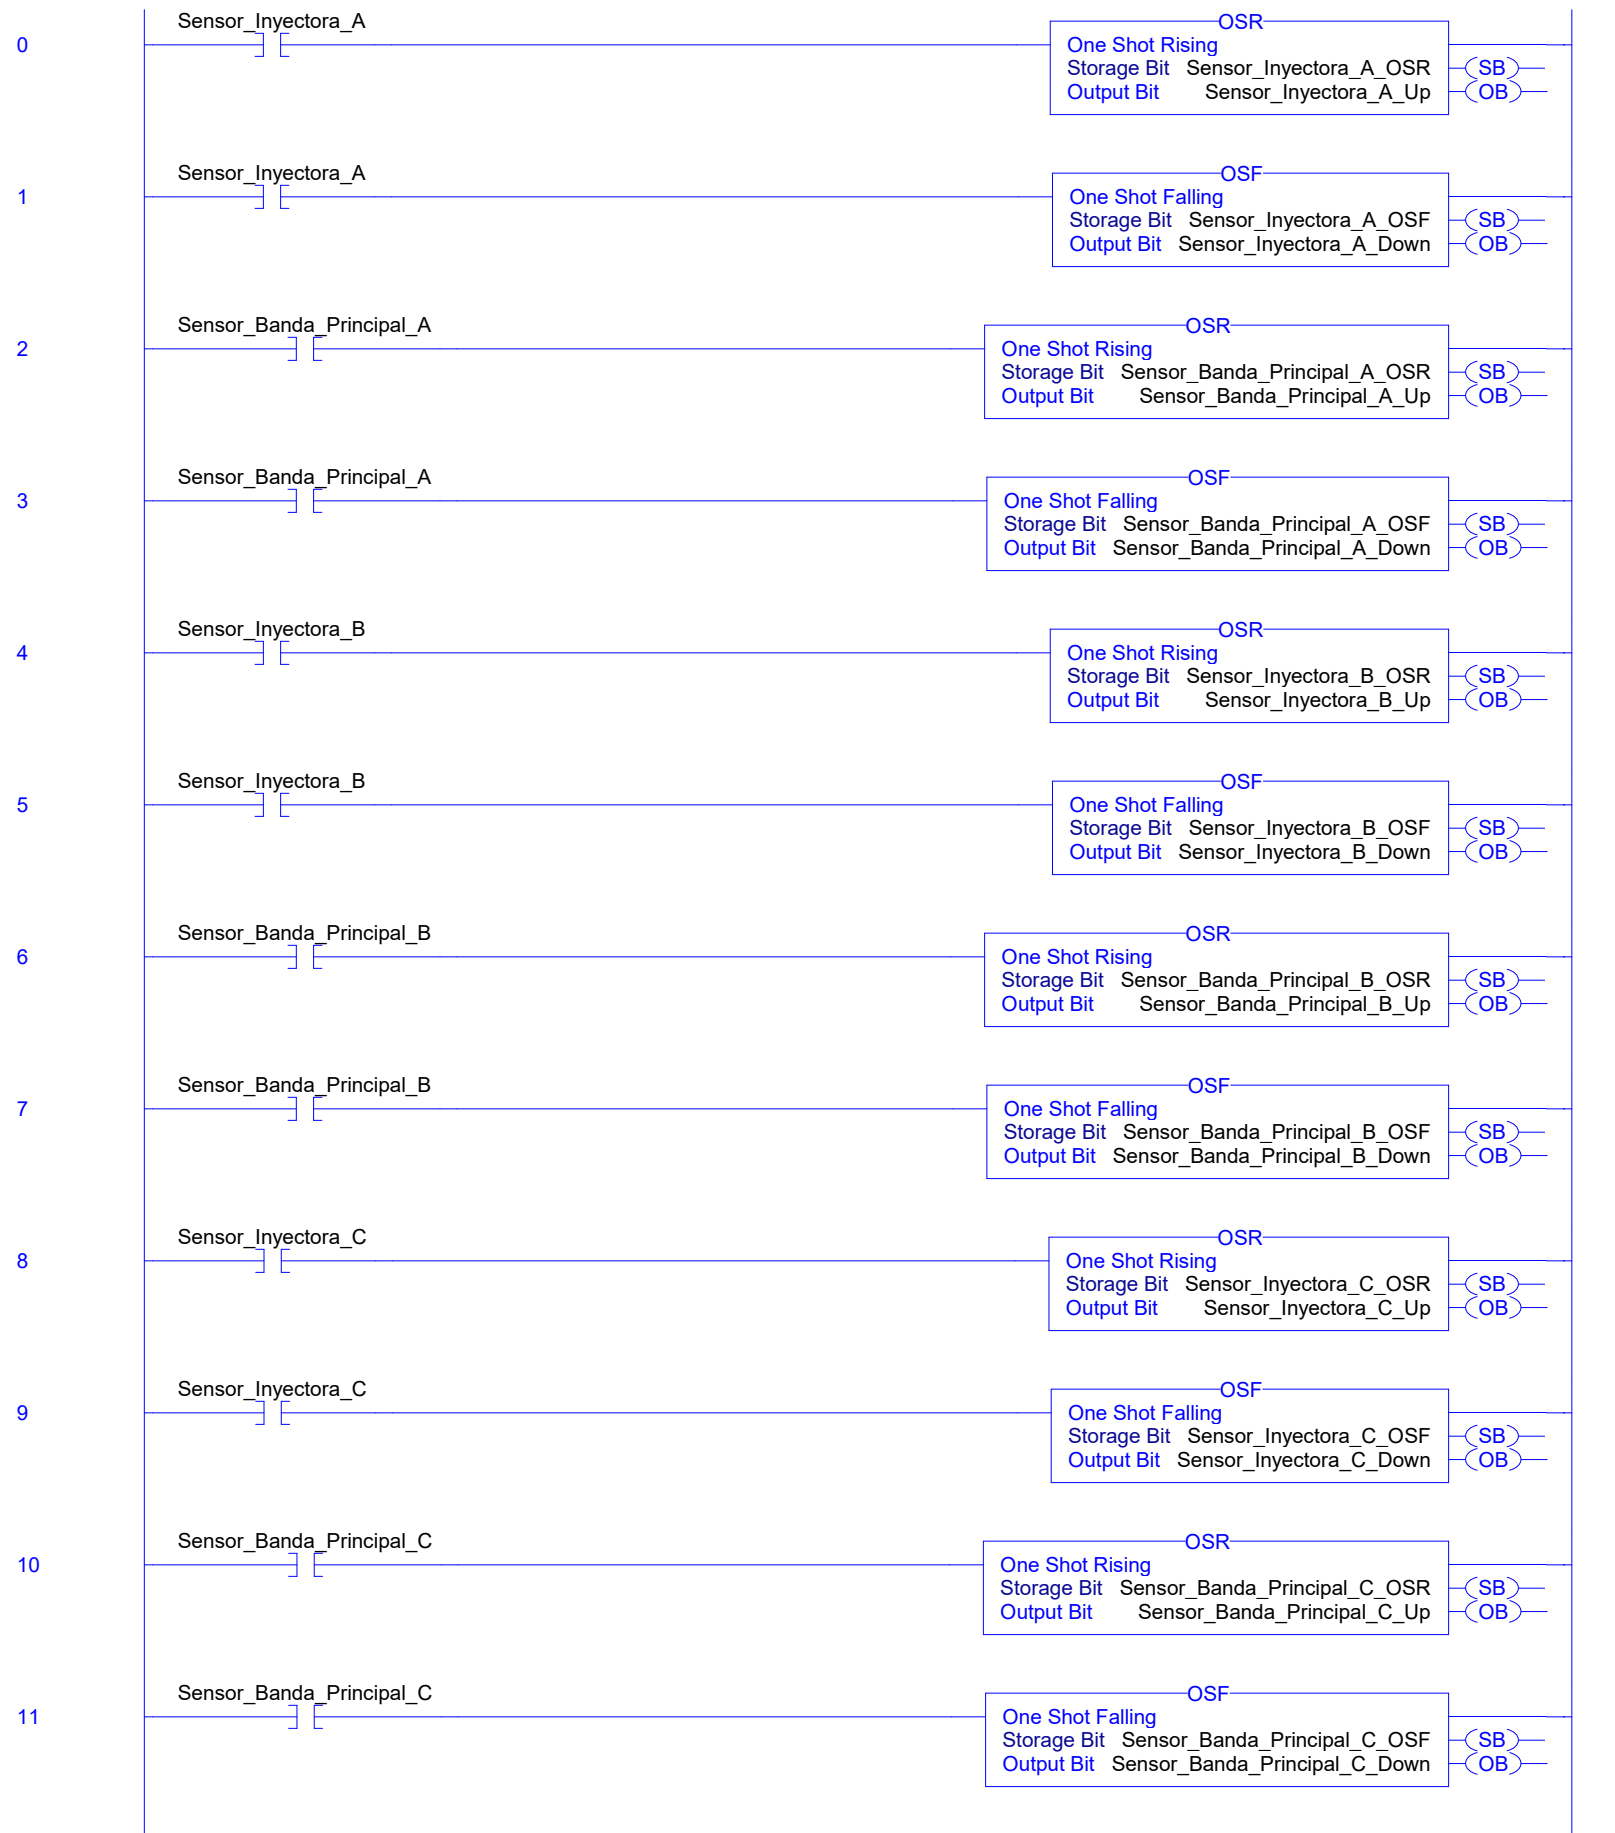 Sensor_Inyectora_A
OSR
0
One Shot Rising
Storage Bit Sensor_Inyectora_A_OSR SB
Output Bit Sensor_Inyectora_A_Up OB
Sensor_Inyectora_A
OSF
1
One Shot Falling
Storage Bit Sensor_Inyectora_A_OSF SB
Output Bit Sensor_Inyectora_A_Down OB
Sensor_Banda_Principal_A
OSR
2
One Shot Rising
Storage Bit Sensor_Banda_Principal_A_OSR SB
Output Bit Sensor_Banda_Principal_A_Up OB
Sensor_Banda_Principal_A
OSF
3
One Shot Falling
Storage Bit Sensor_Banda_Principal_A_OSF SB
Output Bit Sensor_Banda_Principal_A_Down OB
Sensor_Inyectora_B
OSR
4
One Shot Rising
Storage Bit Sensor_Inyectora_B_OSR SB
Output Bit Sensor_Inyectora_B_Up OB
Sensor_Inyectora_B
OSF
5
One Shot Falling
Storage Bit Sensor_Inyectora_B_OSF SB
Output Bit Sensor_Inyectora_B_Down OB
Sensor_Banda_Principal_B
OSR
6
One Shot Rising
Storage Bit Sensor_Banda_Principal_B_OSR SB
Output Bit Sensor_Banda_Principal_B_Up OB
Sensor_Banda_Principal_B
OSF
7
One Shot Falling
Storage Bit Sensor_Banda_Principal_B_OSF SB
Output Bit Sensor_Banda_Principal_B_Down OB
Sensor_Inyectora_C
OSR
8
One Shot Rising
Storage Bit Sensor_Inyectora_C_OSR SB
Output Bit Sensor_Inyectora_C_Up OB
Sensor_Inyectora_C
OSF
9
One Shot Falling
Storage Bit Sensor_Inyectora_C_OSF SB
Output Bit Sensor_Inyectora_C_Down OB
Sensor_Banda_Principal_C
OSR
10
One Shot Rising
Storage Bit Sensor_Banda_Principal_C_OSR SB
Output Bit Sensor_Banda_Principal_C_Up OB
Sensor_Banda_Principal_C
OSF
11
One Shot Falling
Storage Bit Sensor_Banda_Principal_C_OSF SB
Output Bit Sensor_Banda_Principal_C_Down OB